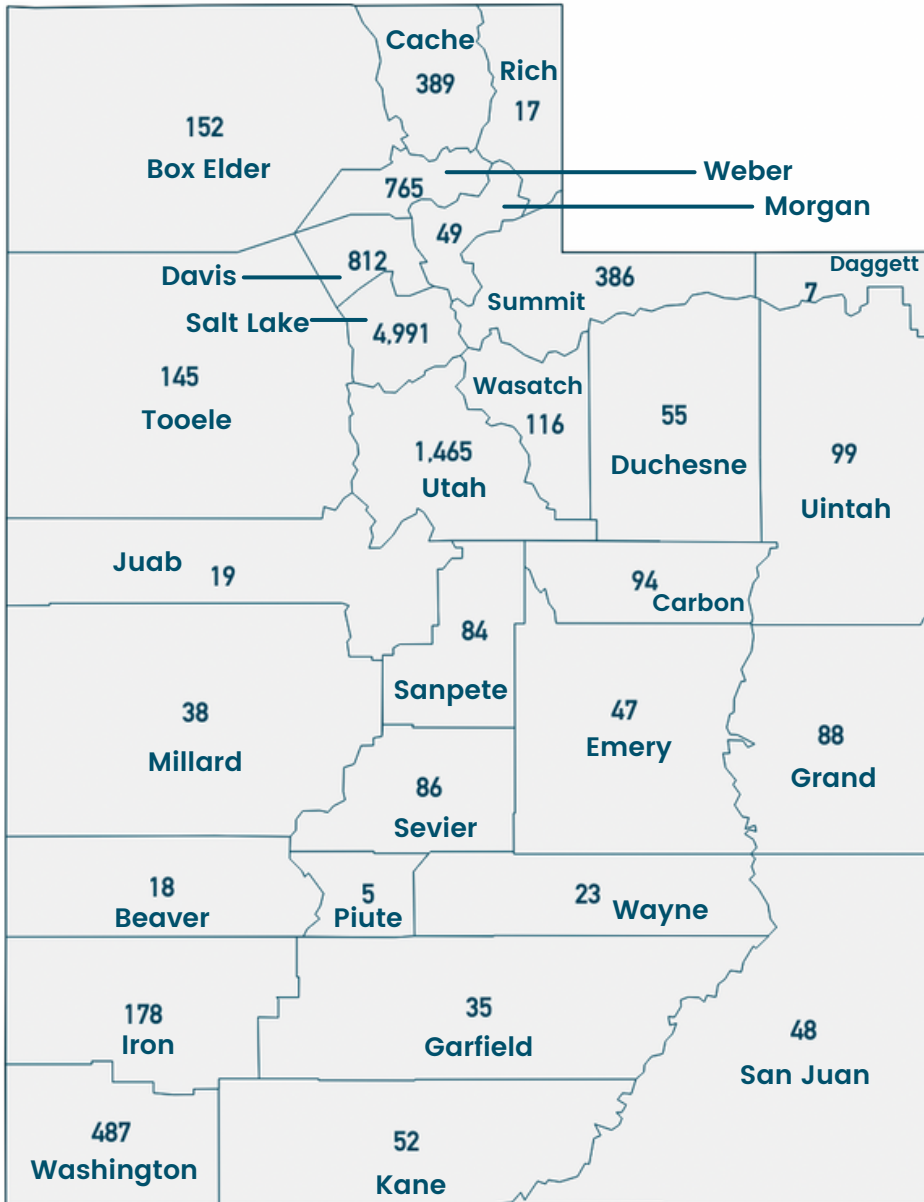 Cache
389
Rich
17
152
Box Elder
Weber
765
Morgan
49
Davis
812
Summit
386
Daggett
7
Salt Lake
4,991
145
Tooele
Wasatch
116
55
Duchesne
99
Uintah
1,465
Utah
Juab
19
94
Carbon
84
Sanpete
38
Millard
47
Emery
88
Grand
86
Sevier
18
Beaver
5
Piute
23
Wayne
178
Iron
35
Garfield
48
San Juan
487
Washington
52
Kane